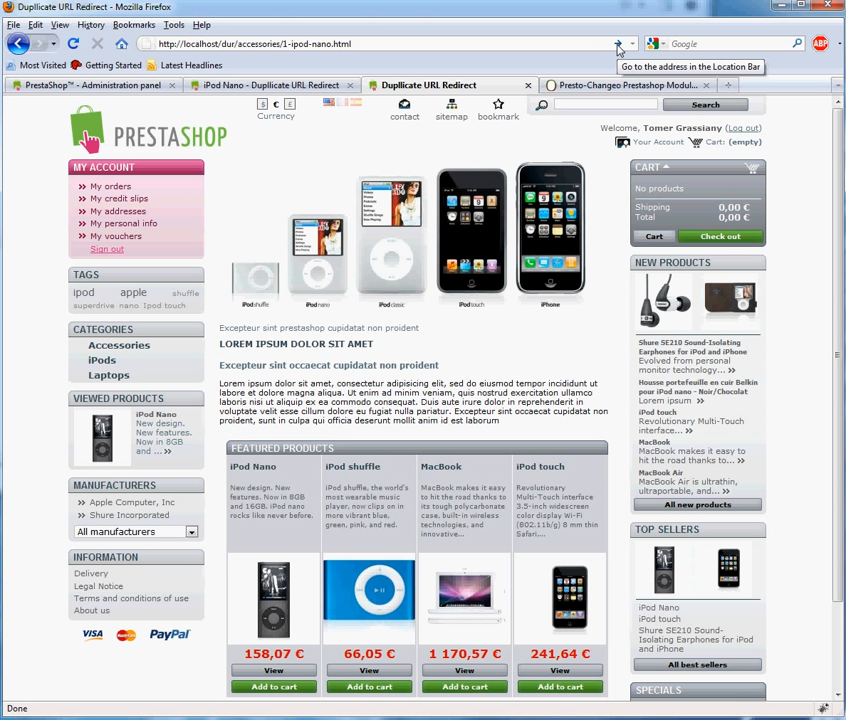 Dupllicate URL Redirect - Mozilla Firefox
File Edit View History Bookmarks Tools Help
http://localhost/dur/accessories/1-ipod-nano.html
Google
ABP
Go to the address in the Location Bar
Most Visited Getting Started Latest Headlines
PrestaShop™ - Administration panel
iPod Nano - Dupllicate URL Redirect
Dupllicate URL Redirect
Presto-Changeo Prestashop Modul...
PRESTASHOP
$ € £
Currency
contact sitemap bookmark
Search
Welcome, Tomer Grassiany (Log out)
Your Account Cart: (empty)
MY ACCOUNT
My orders
My credit slips
My addresses
My personal info
My vouchers
Sign out
TAGS
ipod apple shuffle
superdrive nano Ipod touch
CATEGORIES
Accessories
iPods
Laptops
VIEWED PRODUCTS
iPod Nano
New design.
New features.
Now in 8GB
and ...
MANUFACTURERS
Apple Computer, Inc
Shure Incorporated
All manufacturers
INFORMATION
Delivery
Legal Notice
Terms and conditions of use
About us
VISA MasterCard PayPal
iPod shuffle
iPod nano
iPod classic
iPod touch
iPhone
Excepteur sint prestashop cupidatat non proident
LOREM IPSUM DOLOR SIT AMET
Excepteur sint occaecat cupidatat non proident
Lorem ipsum dolor sit amet, consectetur adipisicing elit, sed do eiusmod tempor incididunt ut
labore et dolore magna aliqua. Ut enim ad minim veniam, quis nostrud exercitation ullamco
laboris nisi ut aliquip ex ea commodo consequat. Duis aute irure dolor in reprehenderit in
voluptate velit esse cillum dolore eu fugiat nulla pariatur. Excepteur sint occaecat cupidatat non
proident, sunt in culpa qui officia deserunt mollit anim id est laborum
FEATURED PRODUCTS
iPod Nano
New design. New
features. Now in 8GB
and 16GB. iPod nano
rocks like never before.
158,07 €
View
Add to cart
iPod shuffle
iPod shuffle, the world's
most wearable music
player, now clips on in
more vibrant blue,
green, pink, and red.
66,05 €
View
Add to cart
MacBook
MacBook makes it easy
to hit the road thanks to
its tough polycarbonate
case, built-in wireless
technologies, and
innovative...
1 170,57 €
View
Add to cart
iPod touch
Revolutionary
Multi-Touch interface
3.5-inch widescreen
color display Wi-Fi
(802.11b/g) 8 mm thin
Safari,...
241,64 €
View
Add to cart
CART
No products
Shipping 0,00 €
Total 0,00 €
Cart Check out
NEW PRODUCTS
Shure SE210 Sound-Isolating
Earphones for iPod and iPhone
Evolved from personal
monitor technology...
Housse portefeuille en cuir Belkin
pour iPod nano - Noir/Chocolat
Lorem ipsum
iPod touch
Revolutionary Multi-Touch
interface...
MacBook
MacBook makes it easy to
hit the road thanks to...
MacBook Air
MacBook Air is ultrathin,
ultraportable, and...
All new products
TOP SELLERS
iPod Nano
iPod touch
Shure SE210 Sound-
Isolating Earphones for iPod
and iPhone
All best sellers
SPECIALS
Done